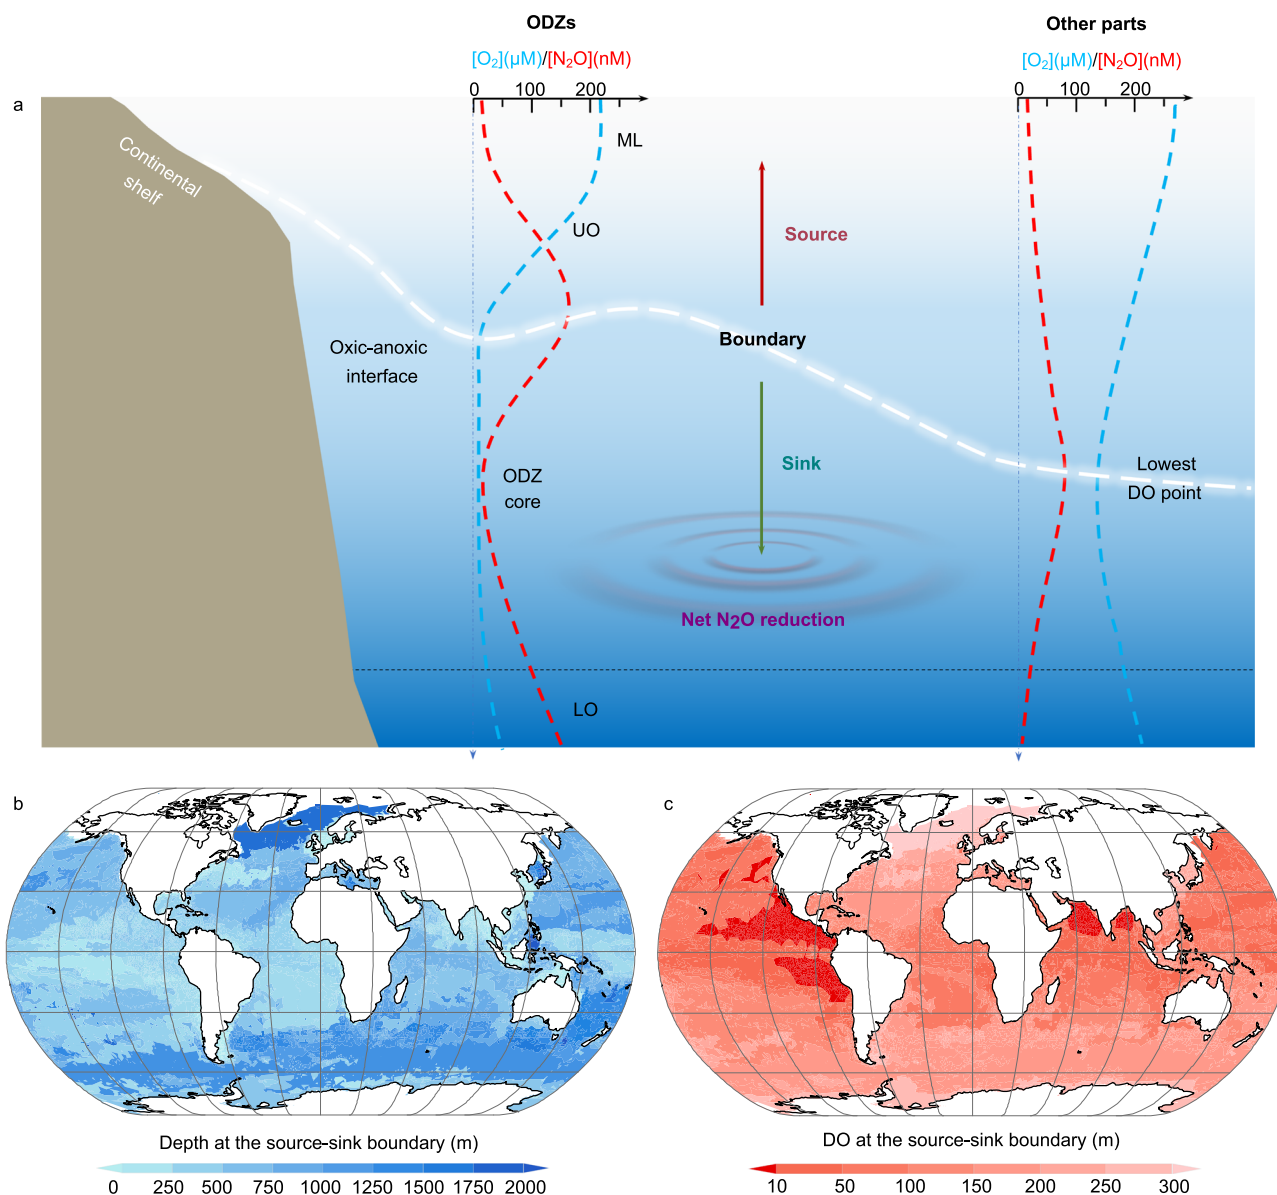 ODZs
Other parts
[O₂](μM)/[N₂O](nM)
[O₂](μM)/[N₂O](nM)
0 100 200
0 100 200
a
Continental
shelf
ML
UO
Source
Boundary
Oxic-anoxic
interface
Sink
ODZ
core
Lowest
DO point
Net N2O reduction
LO
b
c
Depth at the source-sink boundary (m)
0 250 500 750 1000 1250 1500 1750 2000
DO at the source-sink boundary (m)
10 50 100 150 200 250 300